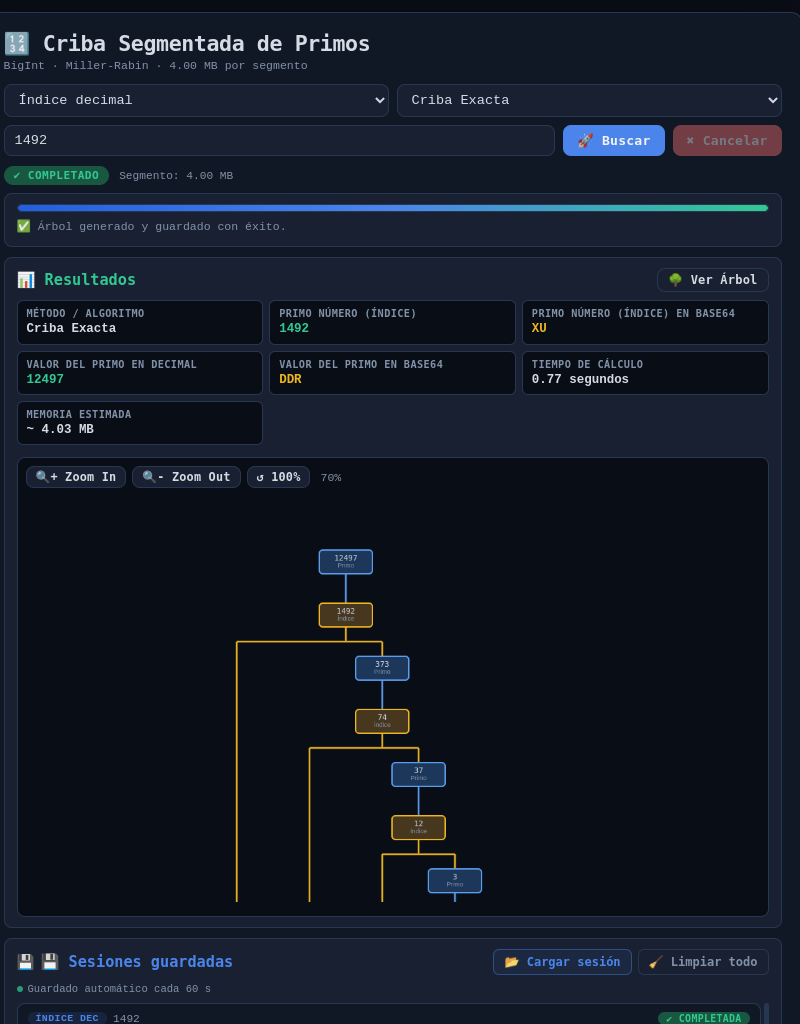 🔢 Criba Segmentada de Primos
BigInt · Miller-Rabin · 4.00 MB por segmento
Índice decimal
Criba Exacta
1492
🚀 Buscar
✖ Cancelar
✔ COMPLETADO
Segmento: 4.00 MB
✅ Árbol generado y guardado con éxito.
📊 Resultados
🌳 Ver Árbol
MÉTODO / ALGORITMO
Criba Exacta
PRIMO NÚMERO (ÍNDICE)
1492
PRIMO NÚMERO (ÍNDICE) EN BASE64
XU
VALOR DEL PRIMO EN DECIMAL
12497
VALOR DEL PRIMO EN BASE64
DDR
TIEMPO DE CÁLCULO
0.77 segundos
MEMORIA ESTIMADA
~ 4.03 MB
🔍+ Zoom In
🔍- Zoom Out
↺ 100%
70%
12497
Primo
1492
Índice
373
Primo
74
Índice
37
Primo
12
Índice
3
Primo
💾 💾 Sesiones guardadas
📂 Cargar sesión
🧹 Limpiar todo
Guardado automático cada 60 s
ÍNDICE DEC
1492
✔ COMPLETADA